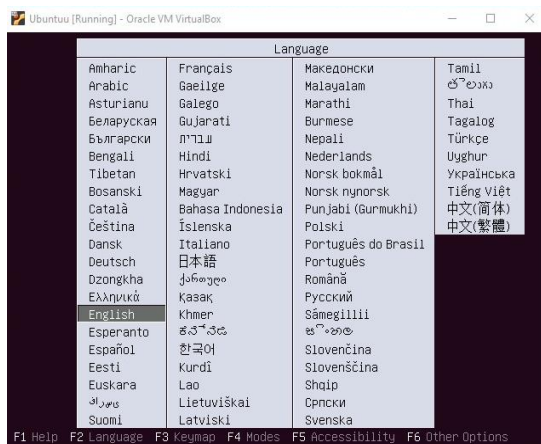 Ubuntuu [Running] - Oracle VM VirtualBox
Language
Amharic
Arabic
Asturianu
Беларуская
Български
Bengali
Tibetan
Bosanski
Català
Čeština
Dansk
Deutsch
Dzongkha
Ελληνικά
English
Esperanto
Español
Eesti
Euskara
فارسی
Suomi
Français
Gaeilge
Galego
Gujarati
עברית
Hindi
Hrvatski
Magyar
Bahasa Indonesia
Íslenska
Italiano
日本語
ქართული
Қазақ
Khmer
ಕನ್ನಡ
한국어
Kurdî
Lao
Lietuviškai
Latviski
Македонски
Malayalam
Marathi
Burmese
Nepali
Nederlands
Norsk bokmål
Norsk nynorsk
Punjabi (Gurmukhi)
Polski
Português do Brasil
Português
Română
Русский
Sámegillii
සිංහල
Slovenčina
Slovenščina
Shqip
Српски
Svenska
Tamil
తెలుగు
Thai
Tagalog
Türkçe
Uyghur
Українська
Tiếng Việt
中文(简体)
中文(繁體)
F1 Help F2 Language F3 Keymap F4 Modes F5 Accessibility F6 Other Options